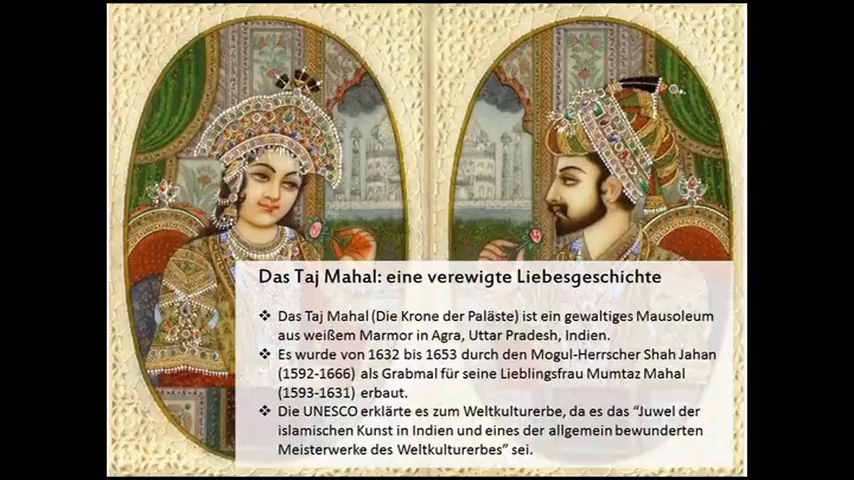 Das Taj Mahal: eine verewigte Liebesgeschichte
❖ Das Taj Mahal (Die Krone der Paläste) ist ein gewaltiges Mausoleum
aus weißem Marmor in Agra, Uttar Pradesh, Indien.
❖ Es wurde von 1632 bis 1653 durch den Mogul-Herrscher Shah Jahan
(1592-1666) als Grabmal für seine Lieblingsfrau Mumtaz Mahal
(1593-1631) erbaut.
❖ Die UNESCO erklärte es zum Weltkulturerbe, da es das “Juwel der
islamischen Kunst in Indien und eines der allgemein bewunderten
Meisterwerke des Weltkulturerbes” sei.